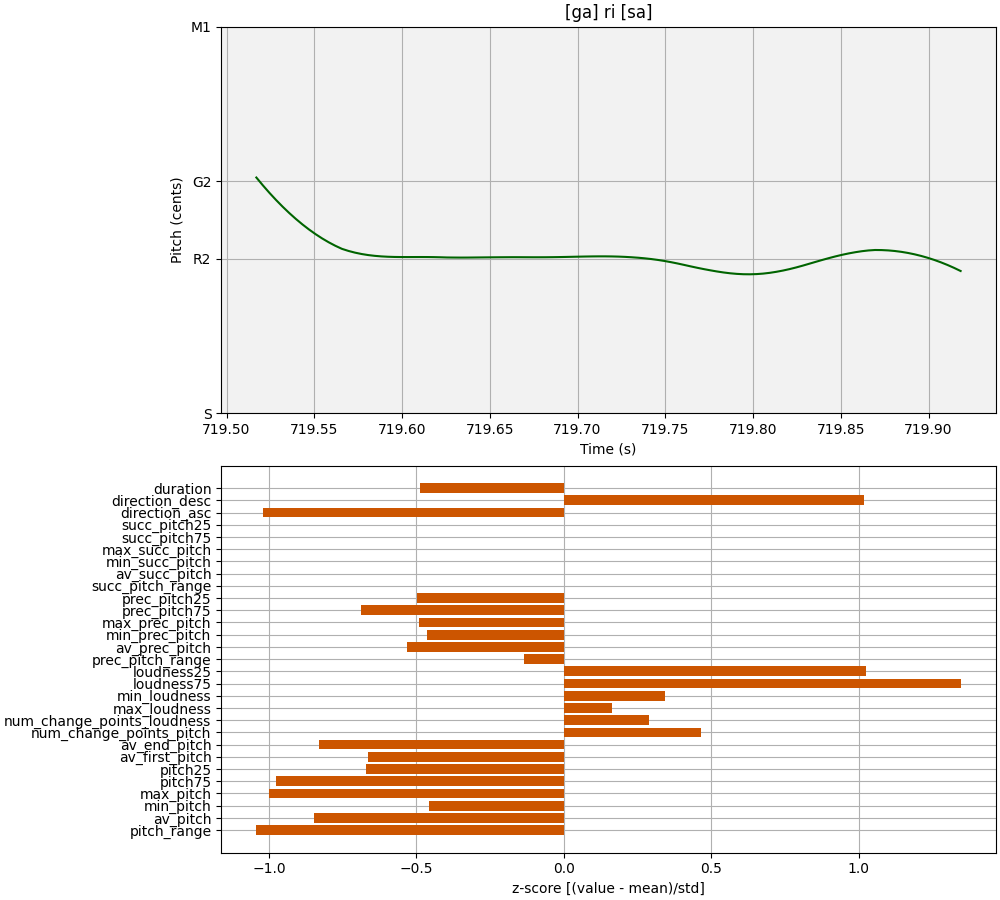 [ga] ri [sa]
M1
G2
R2
S
Pitch (cents)
719.50 719.55 719.60 719.65 719.70 719.75 719.80 719.85 719.90
Time (s)
duration
direction_desc
direction_asc
succ_pitch25
succ_pitch75
max_succ_pitch
min_succ_pitch
av_succ_pitch
succ_pitch_range
prec_pitch25
prec_pitch75
max_prec_pitch
min_prec_pitch
av_prec_pitch
prec_pitch_range
loudness25
loudness75
min_loudness
max_loudness
num_change_points_loudness
num_change_points_pitch
av_end_pitch
av_first_pitch
pitch25
pitch75
max_pitch
min_pitch
av_pitch
pitch_range
−1.0 −0.5 0.0 0.5 1.0
z-score [(value - mean)/std]